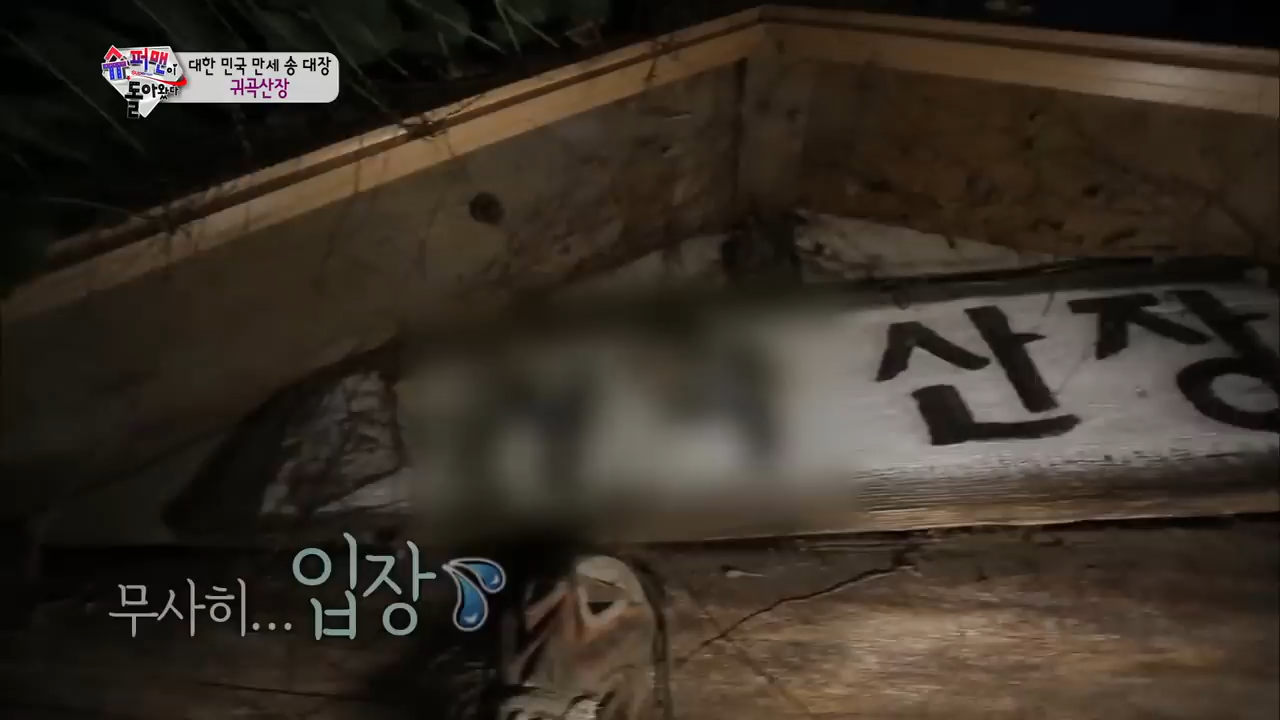 슈퍼맨이
돌아왔다
대한 민국 만세 송 대장
귀곡산장
산장
무사히... 입장